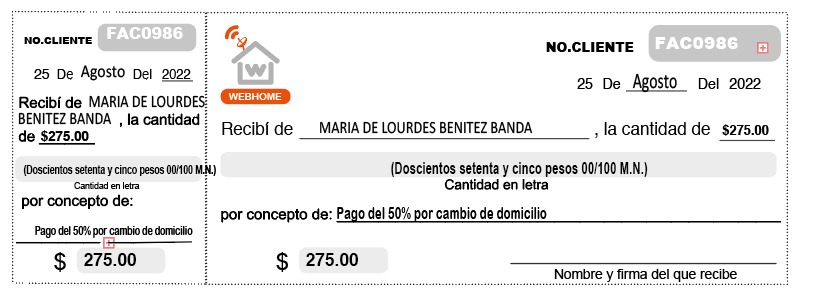 NO.CLIENTE FAC0986
25 De Agosto Del 2022
Recibí de MARIA DE LOURDES
BENITEZ BANDA , la cantidad
de $275.00
(Doscientos setenta y cinco pesos 00/100 M.N.)
Cantidad en letra
por concepto de:
Pago del 50% por cambio de domicilio
$ 275.00
W
WEBHOME
NO.CLIENTE FAC0986
25 De Agosto Del 2022
Recibí de MARIA DE LOURDES BENITEZ BANDA , la cantidad de $275.00
(Doscientos setenta y cinco pesos 00/100 M.N.)
Cantidad en letra
por concepto de: Pago del 50% por cambio de domicilio
$ 275.00
Nombre y firma del que recibe